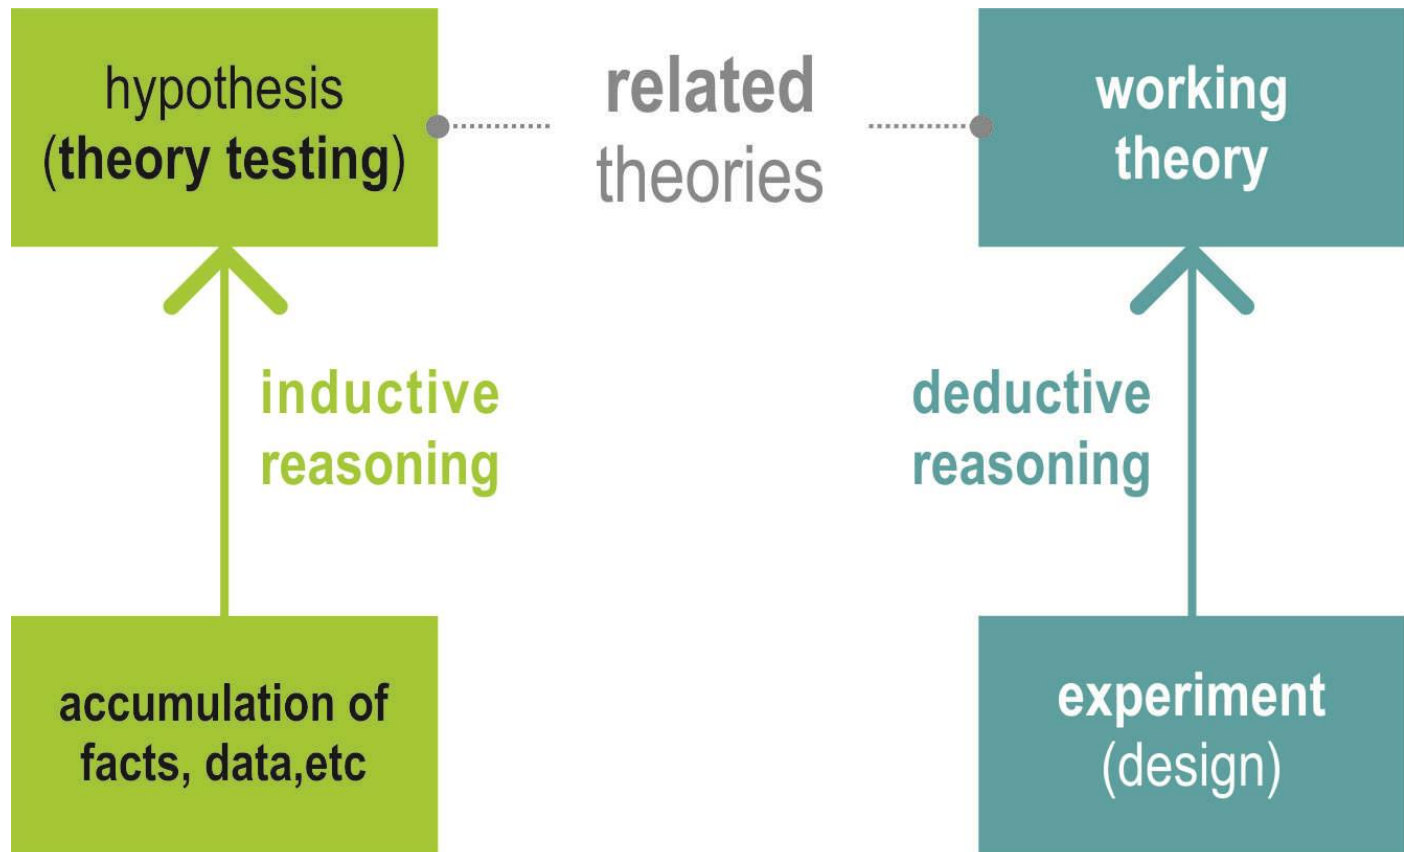 hypothesis
(theory testing)
related
theories
working
theory
inductive
reasoning
deductive
reasoning
accumulation of
facts, data,etc
experiment
(design)